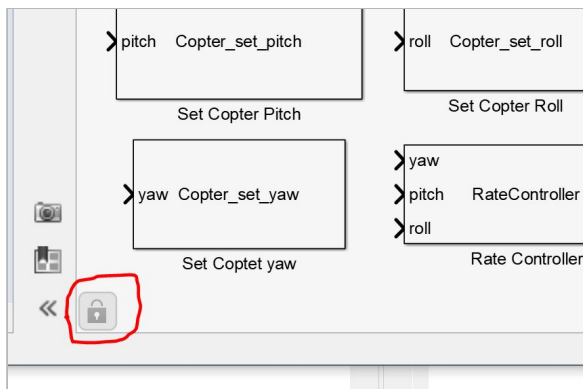 pitch Copter_set_pitch
roll Copter_set_roll
Set Copter Pitch
Set Copter Roll
yaw Copter_set_yaw
yaw
pitch RateController
roll
Set Coptet yaw
Rate Controller